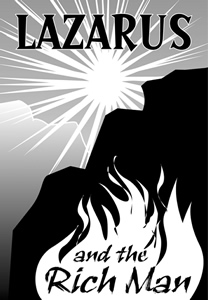 LAZARUS
and the
Rich Man